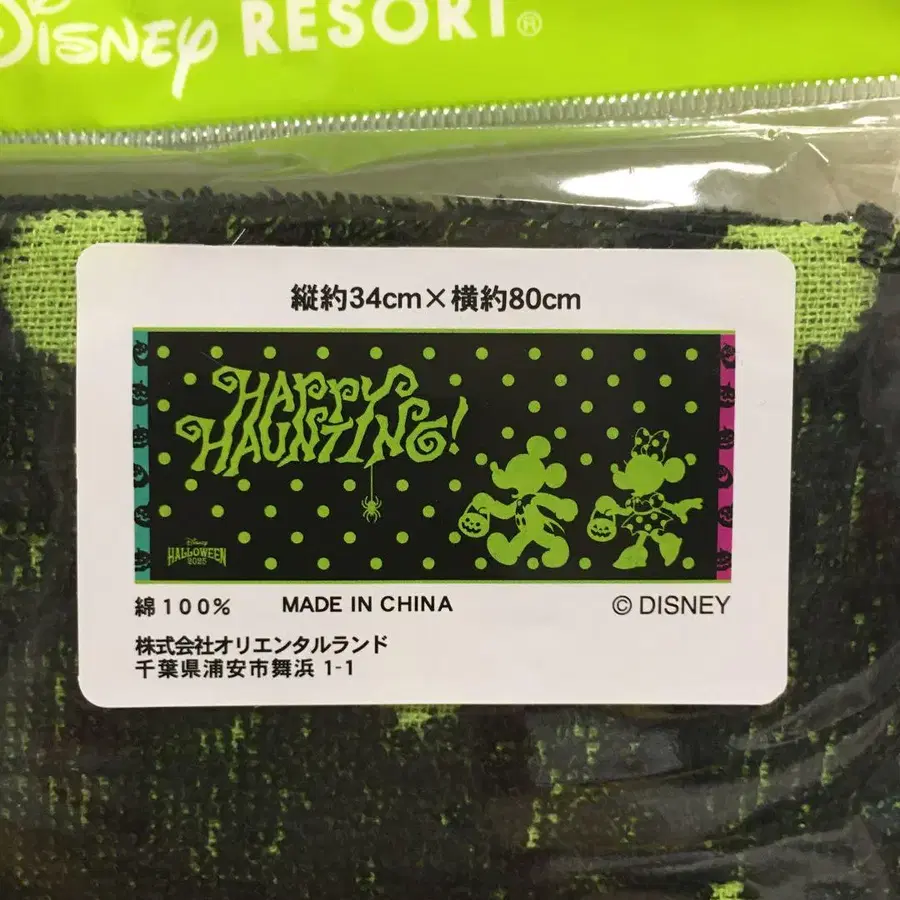 Disney RESORT®
縦約34cm×横約80cm
HAPPY
HAUNTING!
Disney
HALLOWEEN
2025
綿100% MADE IN CHINA © DISNEY
株式会社オリエンタルランド
千葉県浦安市舞浜 1-1